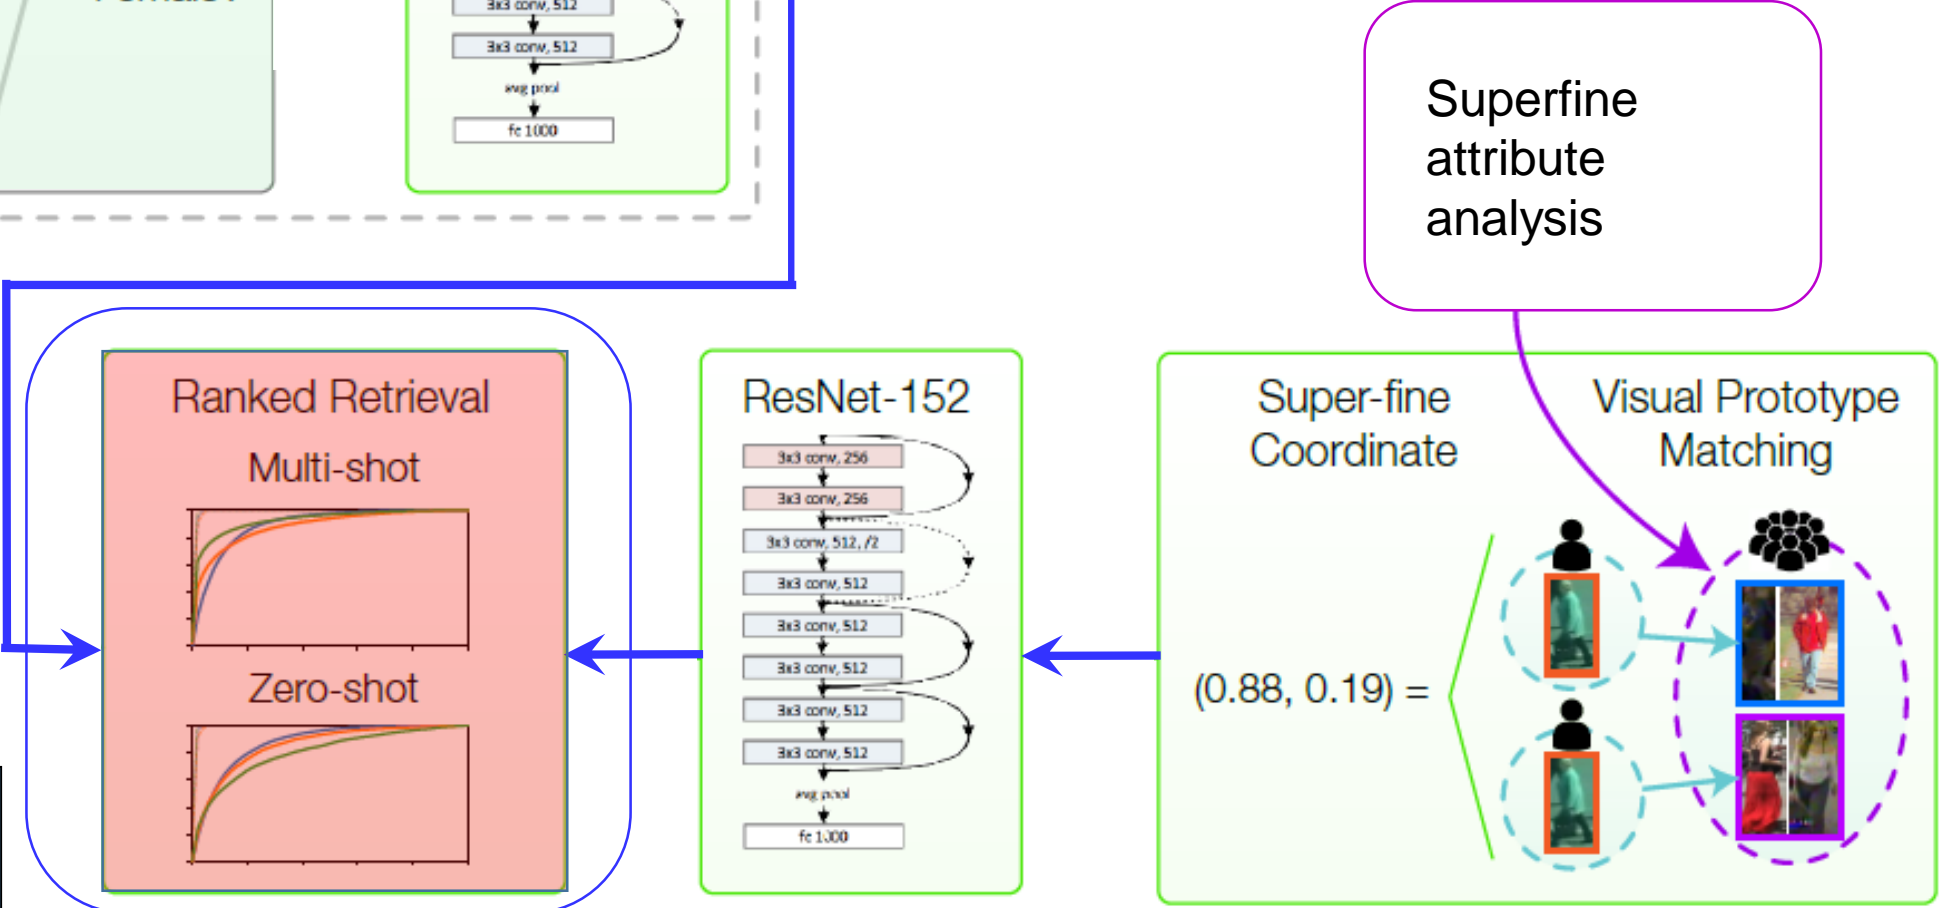 3x3 conv, 512
3x3 conv, 512
avg pool
fc 1000
Superfine
attribute
analysis
Ranked Retrieval
Multi-shot
Zero-shot
ResNet-152
3x3 conv, 256
3x3 conv, 256
3x3 conv, 512, /2
3x3 conv, 512
3x3 conv, 512
3x3 conv, 512
3x3 conv, 512
3x3 conv, 512
avg pool
fc 1000
Super-fine
Coordinate
Visual Prototype
Matching
(0.88, 0.19) =